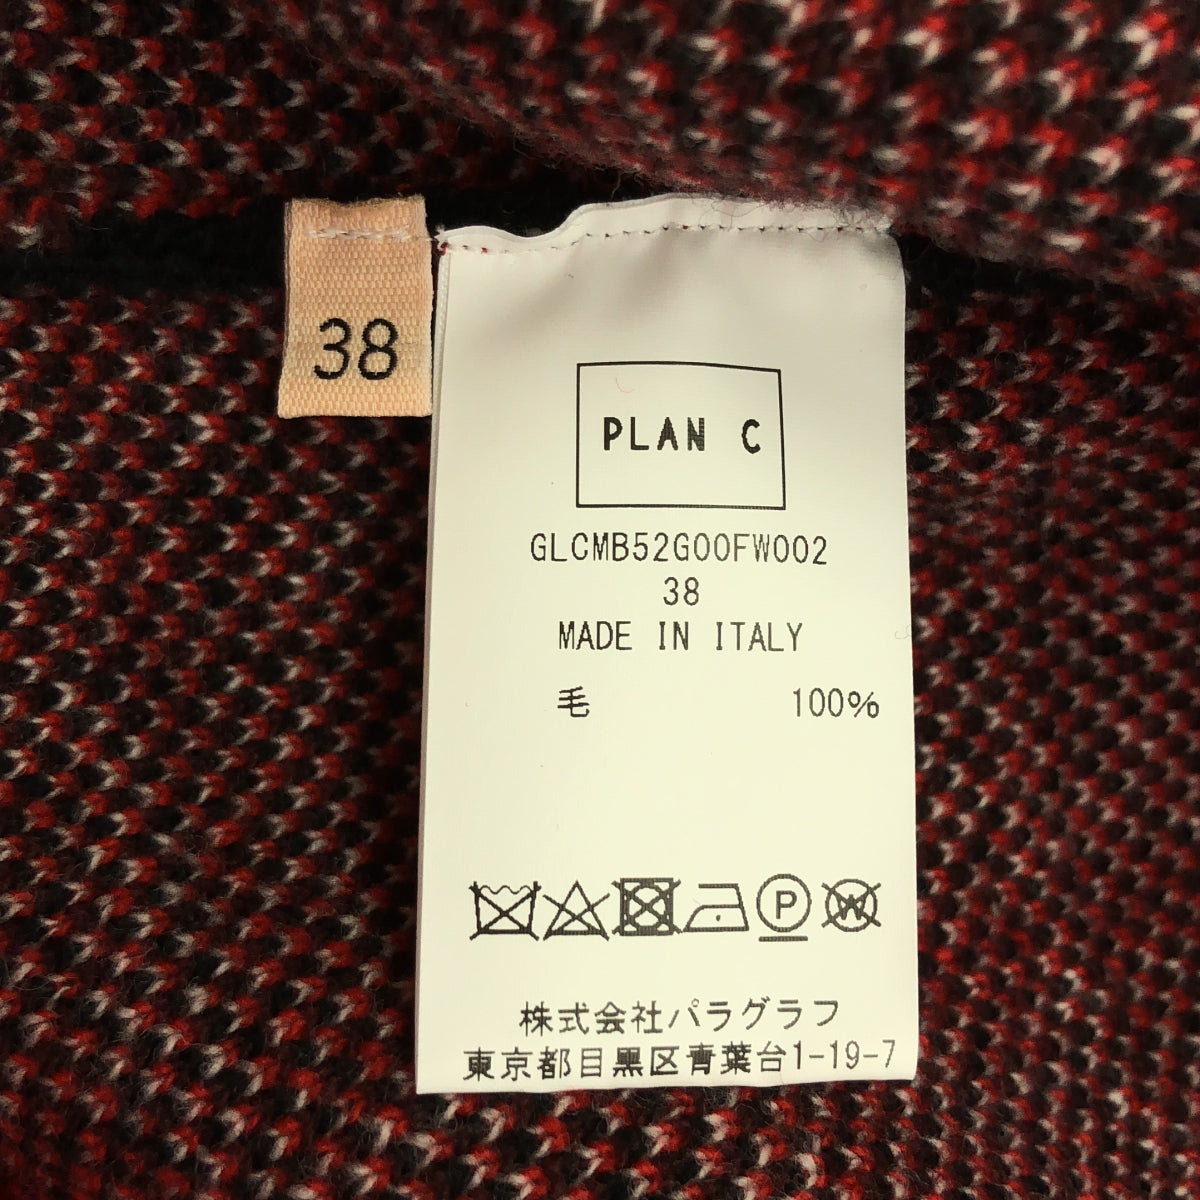 38
PLAN C
GLCMB52G00FW002
38
MADE IN ITALY
毛 100%
P W
株式会社パラグラフ
東京都目黒区青葉台1-19-7